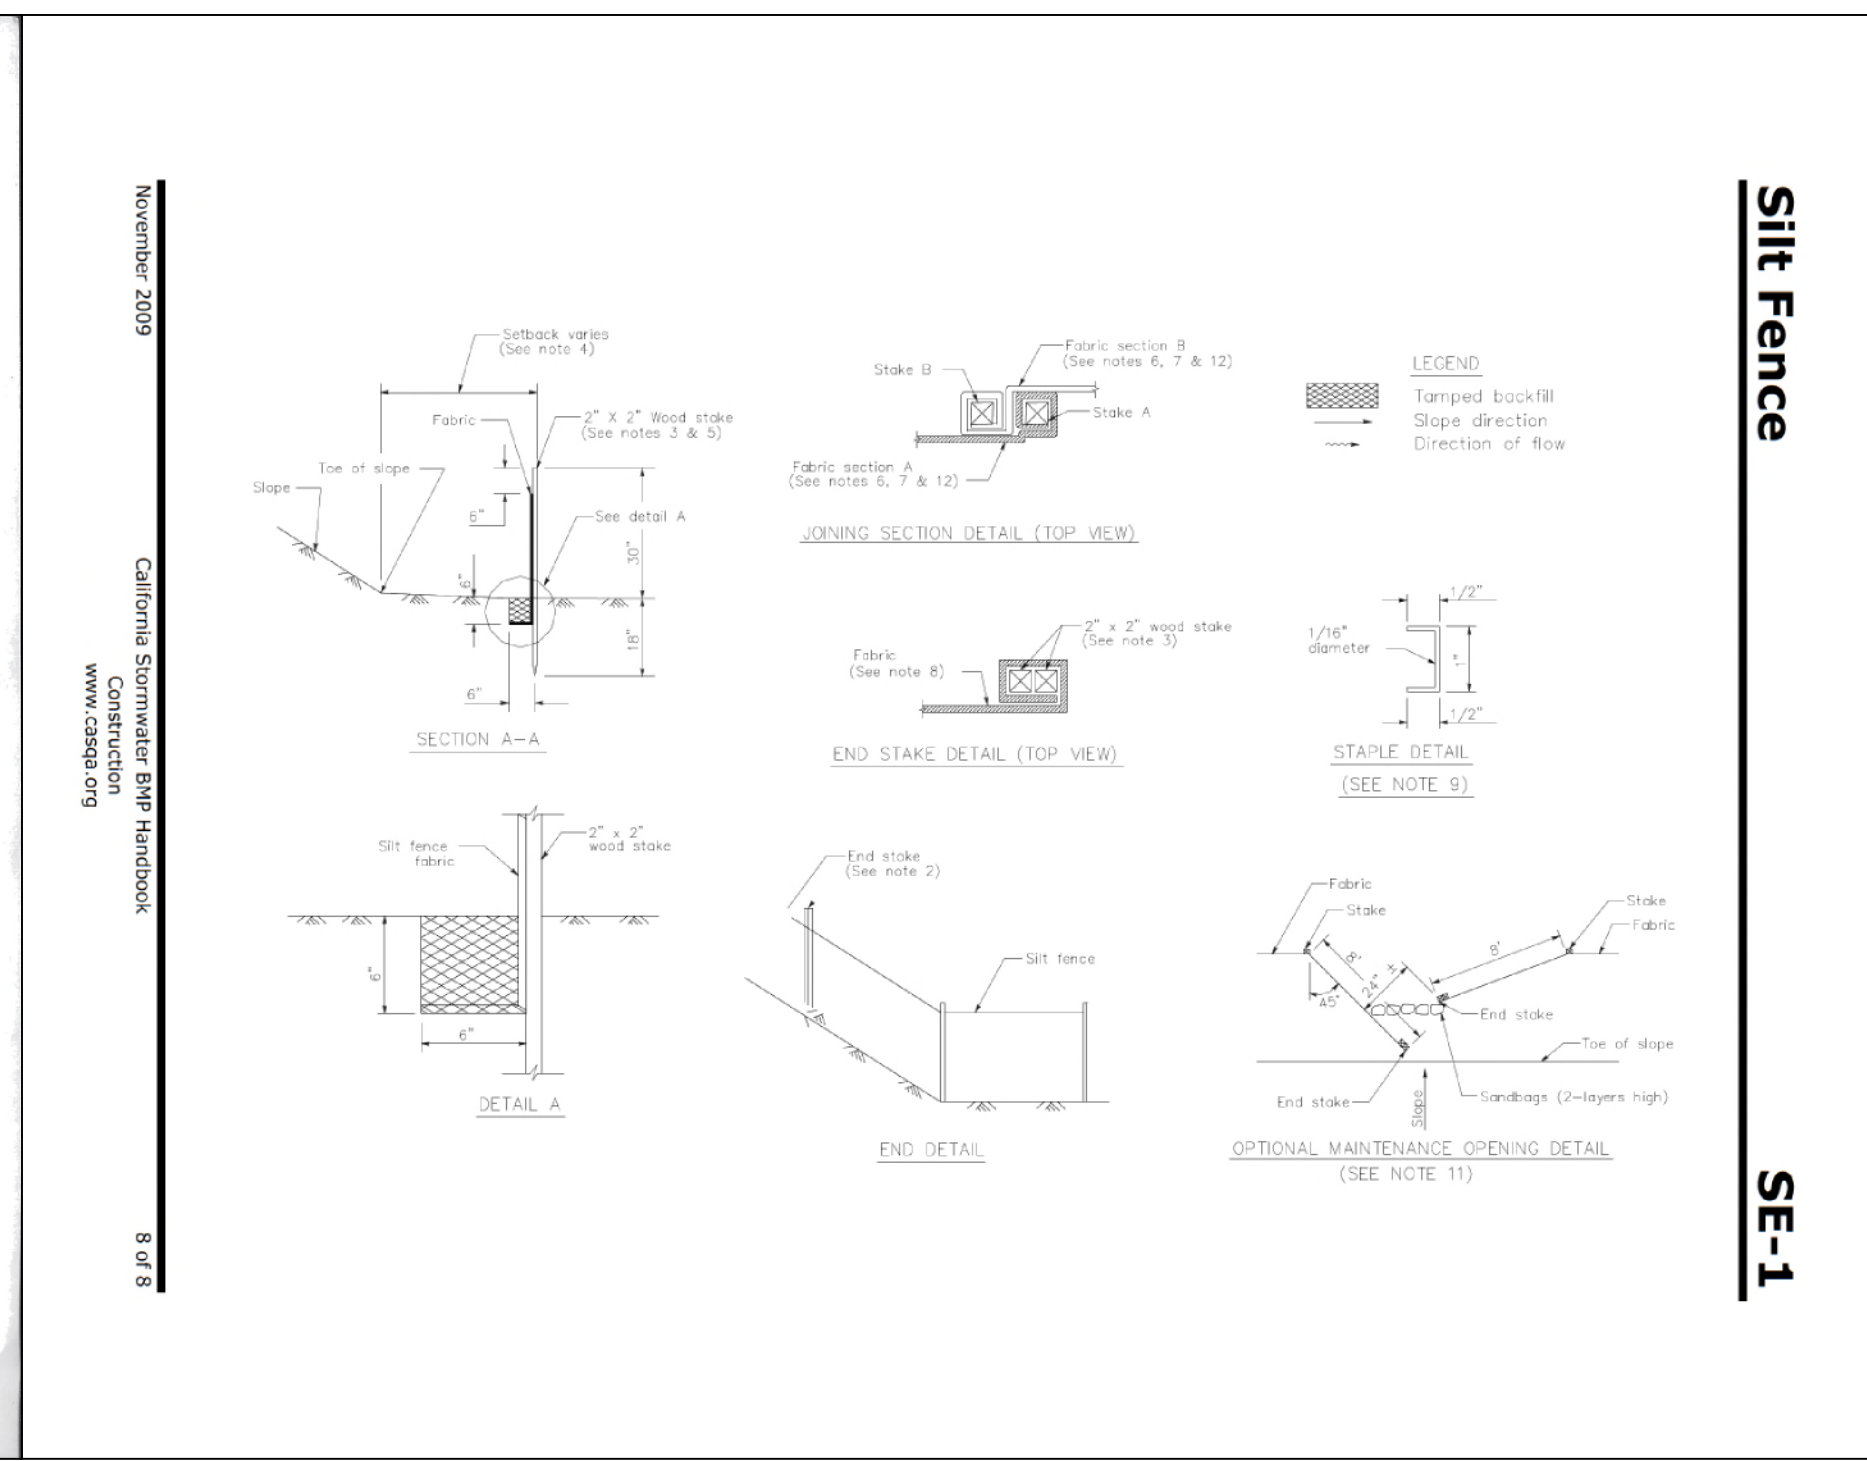 Silt Fence
SE-1
Setback varies
(See note 4)
Fabric
2" X 2" Wood stake
(See notes 3 & 5)
Toe of slope
Slope
6"
See detail A
30"
6"
18"
6"
SECTION A-A
Stake B
Fabric section B
(See notes 6, 7 & 12)
Stake A
Fabric section A
(See notes 6, 7 & 12)
JOINING SECTION DETAIL (TOP VIEW)
LEGEND
Tamped backfill
Slope direction
Direction of flow
2" x 2" wood stake
(See note 3)
Fabric
(See note 8)
END STAKE DETAIL (TOP VIEW)
1/2"
1/16"
diameter
1"
1/2"
STAPLE DETAIL
(SEE NOTE 9)
Silt fence
fabric
2" x 2"
wood stake
6"
6"
DETAIL A
End stake
(See note 2)
Silt fence
END DETAIL
Fabric
Stake
Stake
Fabric
8'
8'
24"
H
45°
End stake
Toe of slope
End stake
Slope
Sandbags (2-layers high)
OPTIONAL MAINTENANCE OPENING DETAIL
(SEE NOTE 11)
November 2009
California Stormwater BMP Handbook
Construction
www.casqa.org
8 of 8